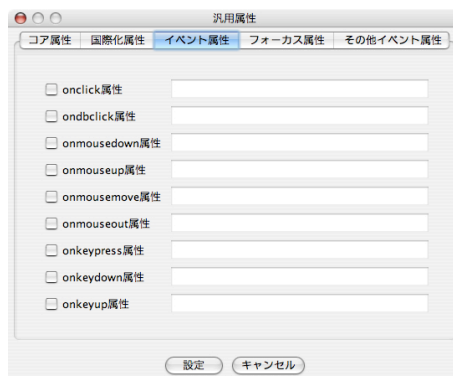 汎用属性
コア属性 国際化属性 イベント属性 フォーカス属性 その他イベント属性
onclick属性
ondbclick属性
onmousedown属性
onmouseup属性
onmousemove属性
onmouseout属性
onkeypress属性
onkeydown属性
onkeyup属性
設定 キャンセル